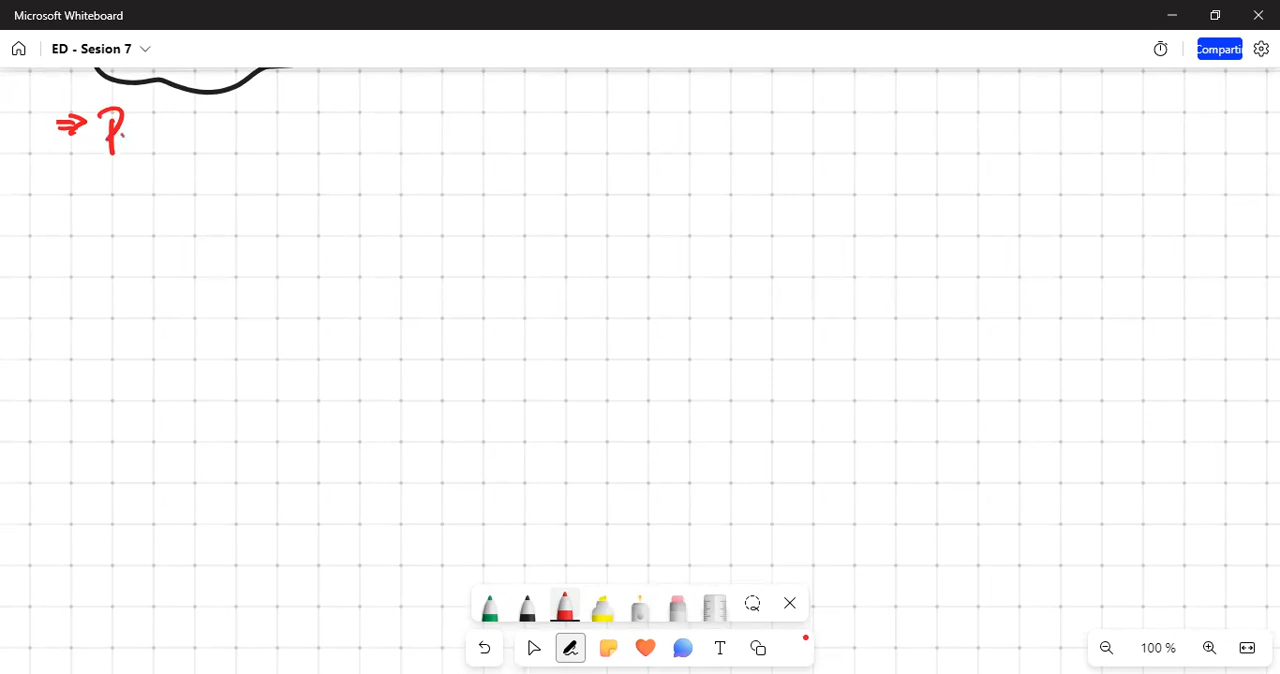 Microsoft Whiteboard
ED - Sesion 7
Comparti
⇒ P
100 %